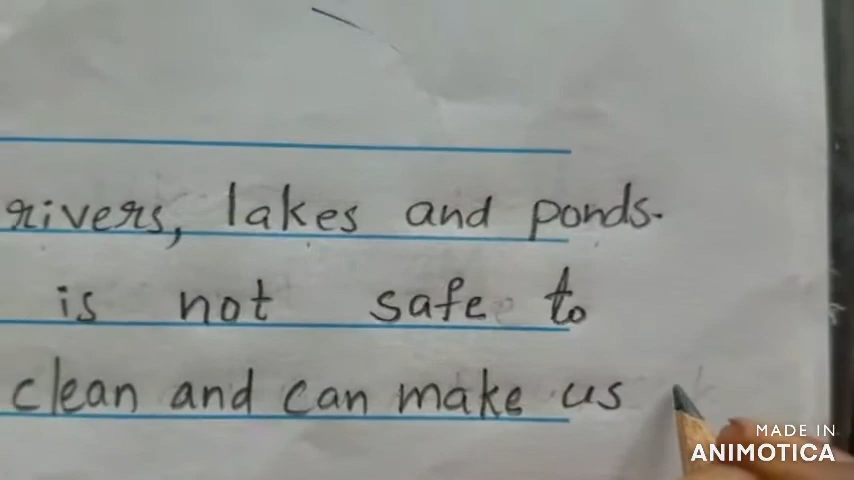 rivers, lakes and ponds.
is not safe to
clean and can make us
MADE IN
ANIMOTICA